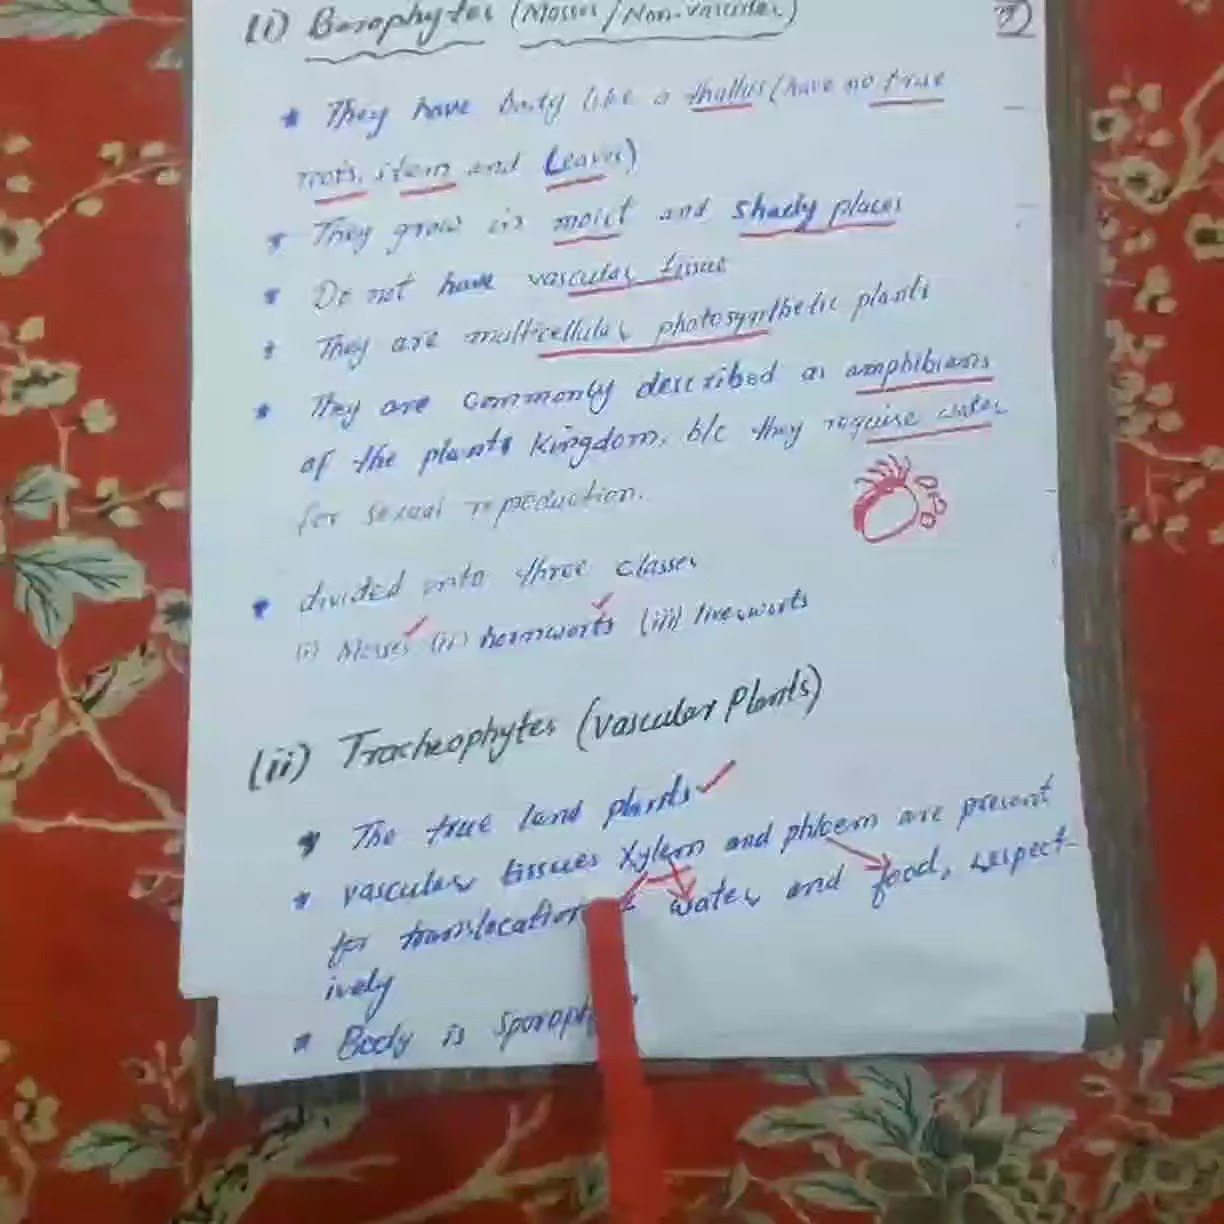 (i) Borophytes (Mosses/Non-vascular)
* They have body like a thallus (have no true
roots, stem and Leaves)
* They grow in moist and shady places
* Do not have vascular tissue
* They are multicellular photosynthetic plants
* They are commonly described as amphibians
of the plants kingdom, b/c they require water
for sexual reproduction.
* divided into three classes
(i) Mosses (ii) hornworts (iii) liverworts
(ii) Tracheophytes (vascular Plants)
* The true land plants
* vascular tissues xylem and phloem are present
for translocation water and food, respect-
ively
* Body is